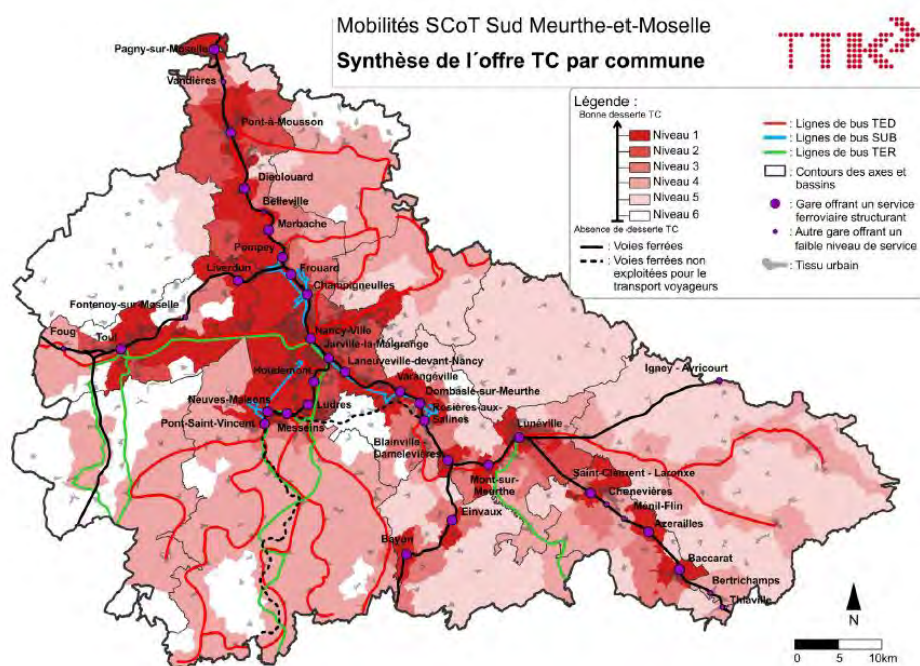 Mobilités SCoT Sud Meurthe-et-Moselle
Synthèse de l´offre TC par commune
TTK
Légende :
Bonne desserte TC
Niveau 1
Niveau 2
Niveau 3
Niveau 4
Niveau 5
Niveau 6
Absence de desserte TC
: Voies ferrées
: Voies ferrées non
exploitées pour le
transport voyageurs
: Lignes de bus TED
: Lignes de bus SUB
: Lignes de bus TER
: Contours des axes et
bassins
: Gare offrant un service
ferroviaire structurant
: Autre gare offrant un
faible niveau de service
: Tissu urbain
Pagny-sur-Moselle
Vandières
Pont-à-Mousson
Dieulouard
Belleville
Marbache
Pompey
Liverdun
Frouard
Champigneulles
Fontenoy-sur-Moselle
Foug
Toul
Nancy-Ville
Jarville-la-Malgrange
Laneuveville-devant-Nancy
Houdemont
Varangéville
Dombasle-sur-Meurthe
Rosières-aux-
Salines
Neuves-Maisons
Ludres
Pont-Saint-Vincent
Messeins
Igney - Avricourt
Lunéville
Blainville -
Damelevières
Mont-sur-
Meurthe
Saint-Clément - Laronxe
Chenevières
Ménil-Flin
Einvaux
Azerailles
Bayon
Baccarat
Bertrichamps
Thiaville
N
0 5 10km